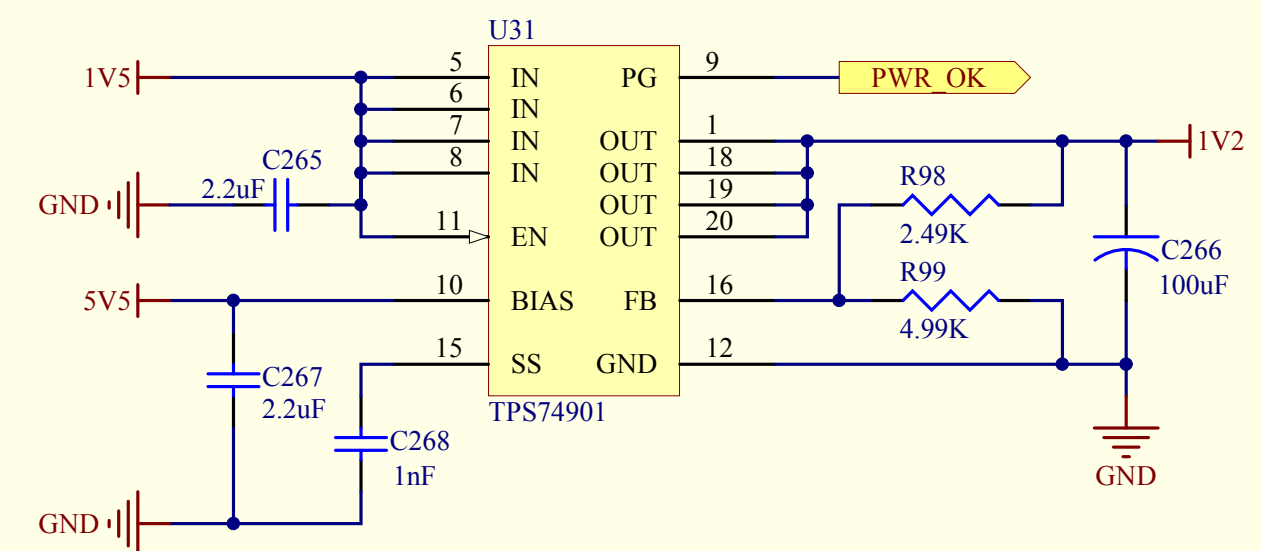 U31
1V5
5
IN
PG
9
PWR_OK
6
IN
7
IN
OUT
1
1V2
8
IN
OUT
18
C265
2.2uF
GND
OUT
19
R98
2.49K
11
EN
OUT
20
C266
100uF
5V5
10
BIAS
FB
16
R99
4.99K
15
SS
GND
12
C267
2.2uF
TPS74901
C268
1nF
GND
GND